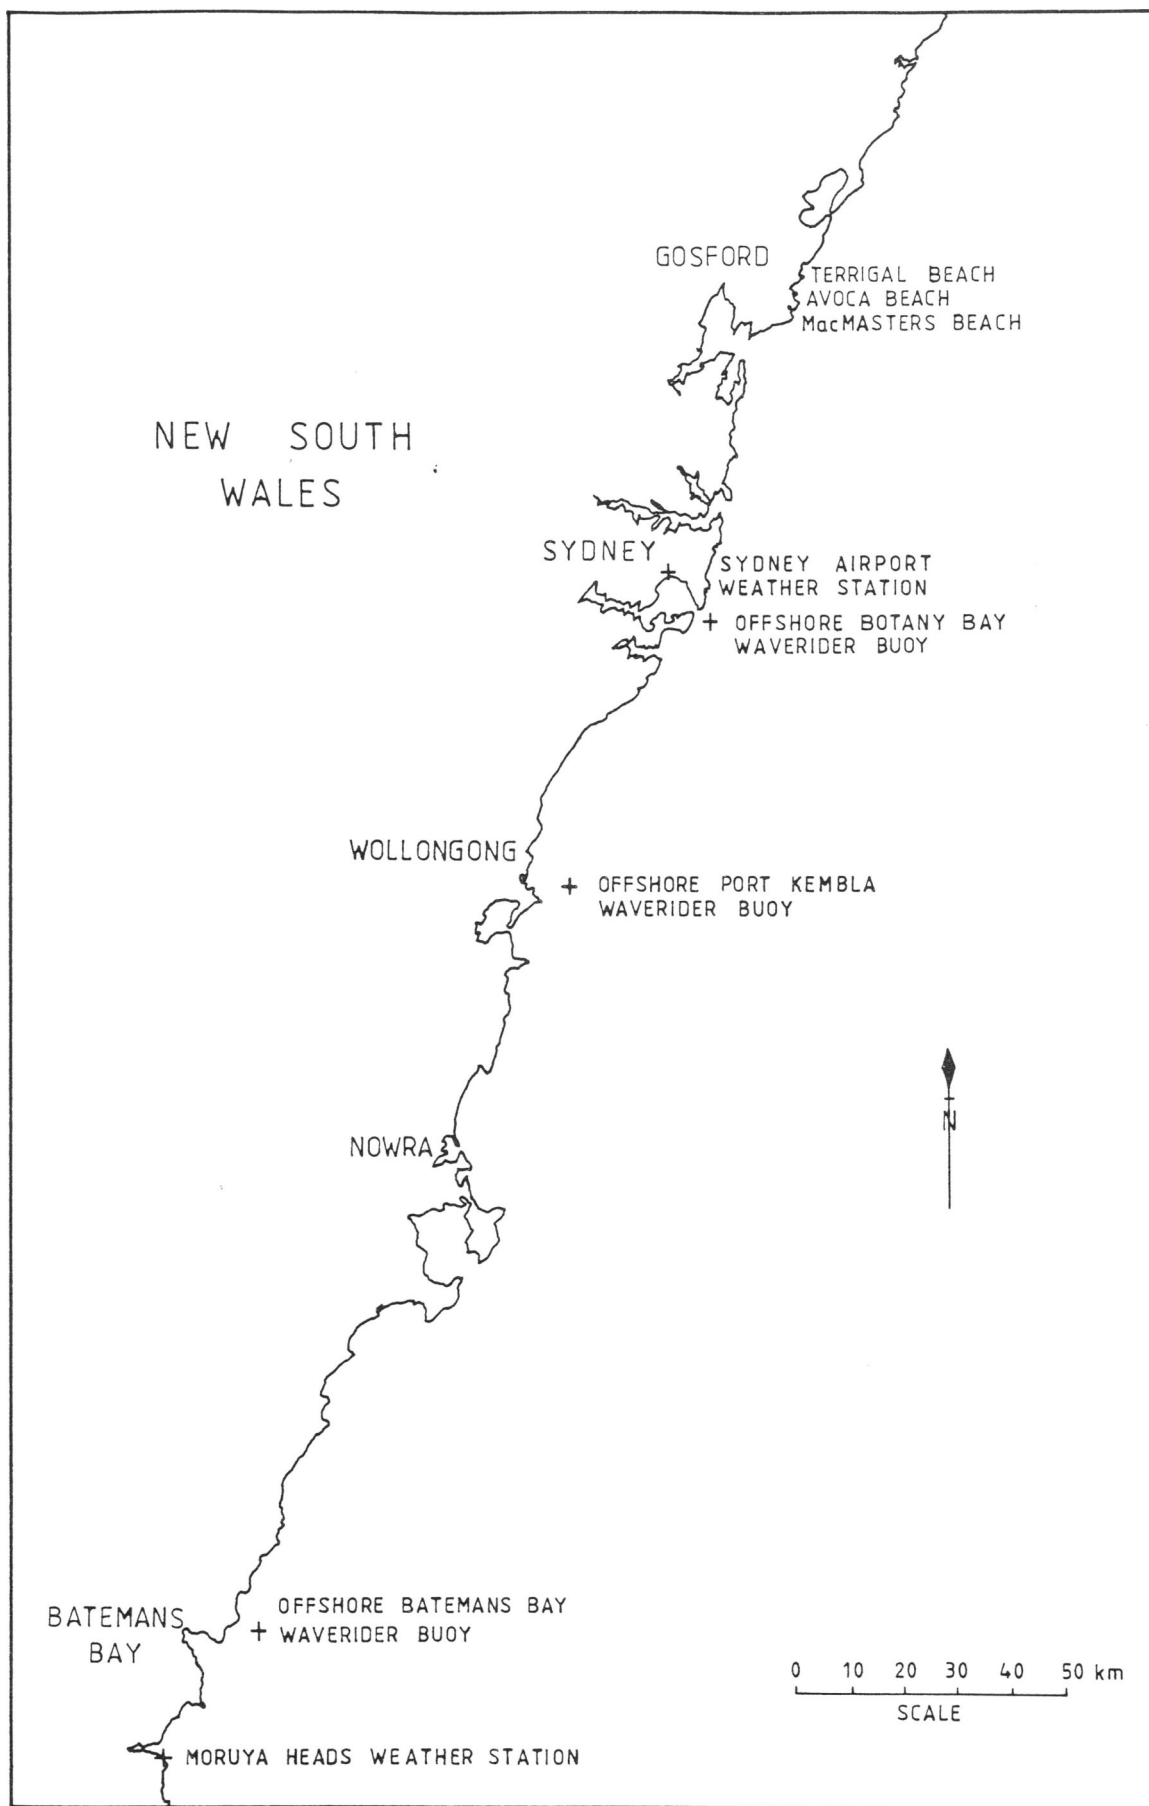 GOSFORD
TERRIGAL BEACH
AVOCA BEACH
MacMASTERS BEACH
NEW SOUTH
WALES
SYDNEY
SYDNEY AIRPORT
WEATHER STATION
OFFSHORE BOTANY BAY
WAVERIDER BUOY
WOLLONGONG
OFFSHORE PORT KEMBLA
WAVERIDER BUOY
N
NOWRA
OFFSHORE BATEMANS BAY
WAVERIDER BUOY
BATEMANS
BAY
0 10 20 30 40 50 km
SCALE
MORUYA HEADS WEATHER STATION